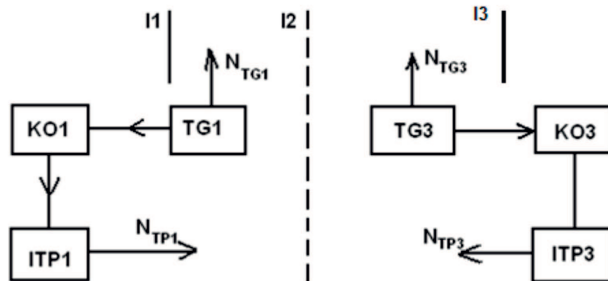 I1
I2
I3
N_TG1
N_TG3
KO1
TG1
TG3
KO3
N_TP1
N_TP3
ITP1
ITP3